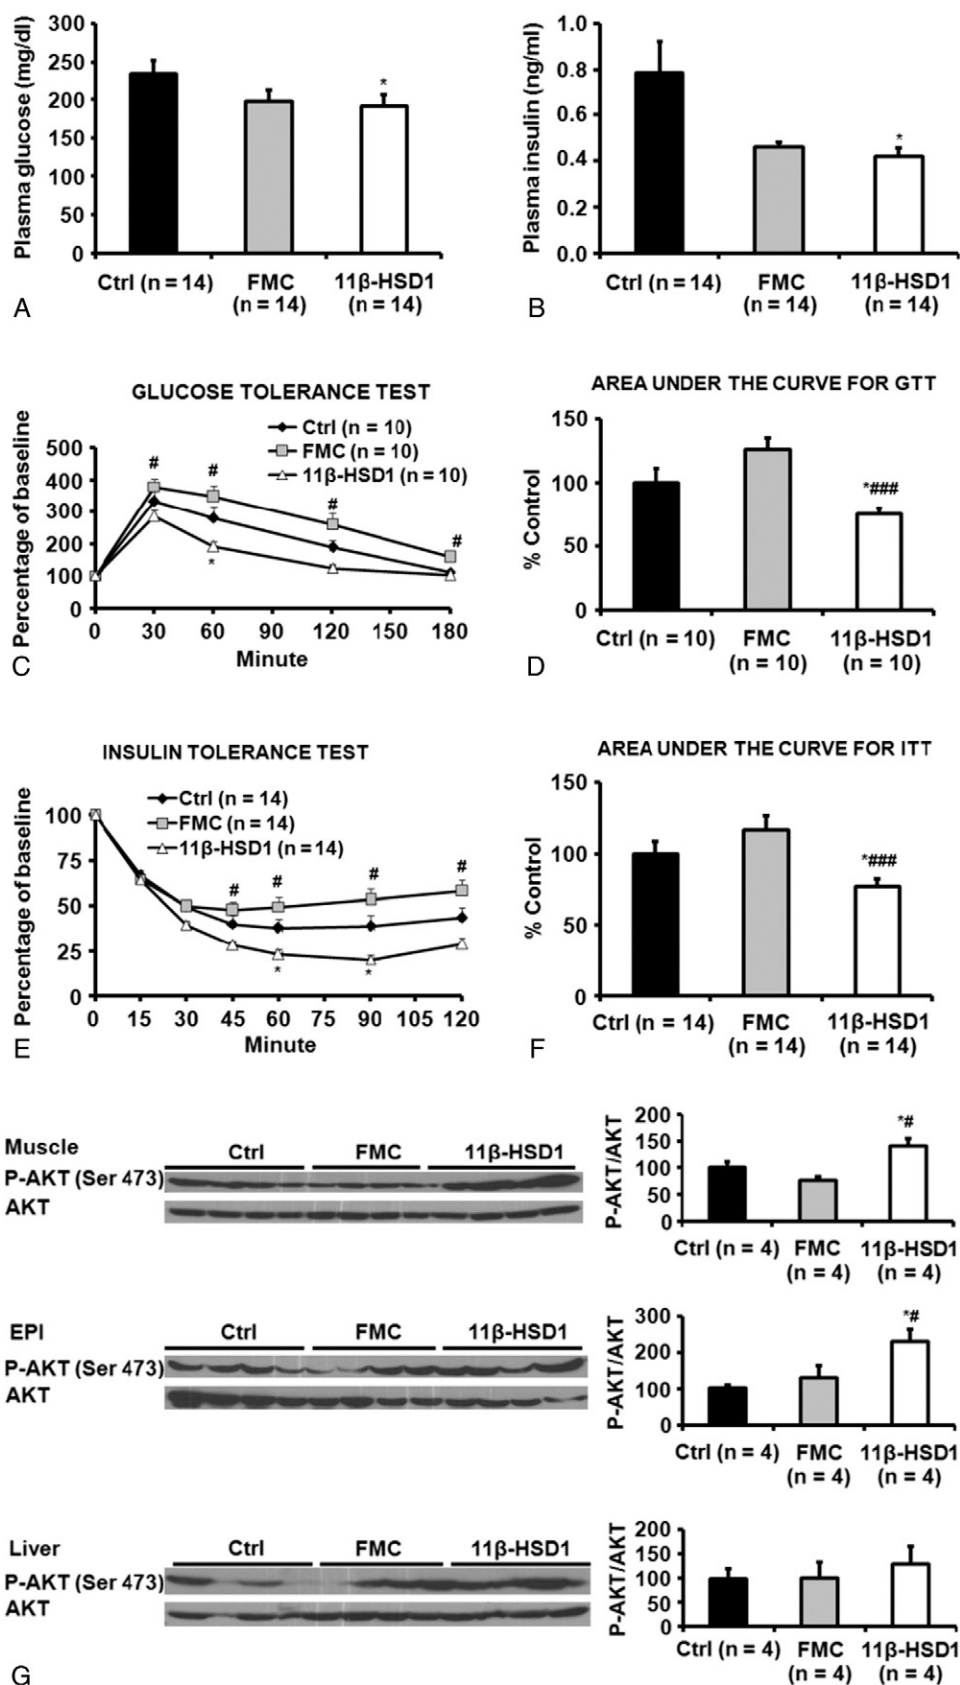 Plasma glucose (mg/dl)
300
250
200
150
100
50
0
*
Ctrl (n = 14)
FMC
(n = 14)
11β-HSD1
(n = 14)
A
Plasma insulin (ng/ml)
1.0
0.8
0.6
0.4
0.2
0.0
*
Ctrl (n = 14)
FMC
(n = 14)
11β-HSD1
(n = 14)
B
GLUCOSE TOLERANCE TEST
Percentage of baseline
500
400
300
200
100
0
Ctrl (n = 10)
FMC (n = 10)
11β-HSD1 (n = 10)
#
#
#
#
*
0 30 60 90 120 150 180
Minute
C
AREA UNDER THE CURVE FOR GTT
% Control
150
100
50
0
*###
Ctrl (n = 10)
FMC
(n = 10)
11β-HSD1
(n = 10)
D
INSULIN TOLERANCE TEST
Percentage of baseline
100
75
50
25
0
Ctrl (n = 14)
FMC (n = 14)
11β-HSD1 (n = 14)
# # # #
* *
0 15 30 45 60 75 90 105 120
Minute
E
AREA UNDER THE CURVE FOR ITT
% Control
150
100
50
0
*###
Ctrl (n = 14)
FMC
(n = 14)
11β-HSD1
(n = 14)
F
Muscle
Ctrl FMC 11β-HSD1
P-AKT (Ser 473)
AKT
P-AKT/AKT
200
150
100
50
0
*#
Ctrl (n = 4)
FMC
(n = 4)
11β-HSD1
(n = 4)
EPI
Ctrl FMC 11β-HSD1
P-AKT (Ser 473)
AKT
P-AKT/AKT
300
200
100
0
*#
Ctrl (n = 4)
FMC
(n = 4)
11β-HSD1
(n = 4)
Liver
Ctrl FMC 11β-HSD1
P-AKT (Ser 473)
AKT
P-AKT/AKT
200
150
100
50
0
Ctrl (n = 4)
FMC
(n = 4)
11β-HSD1
(n = 4)
G